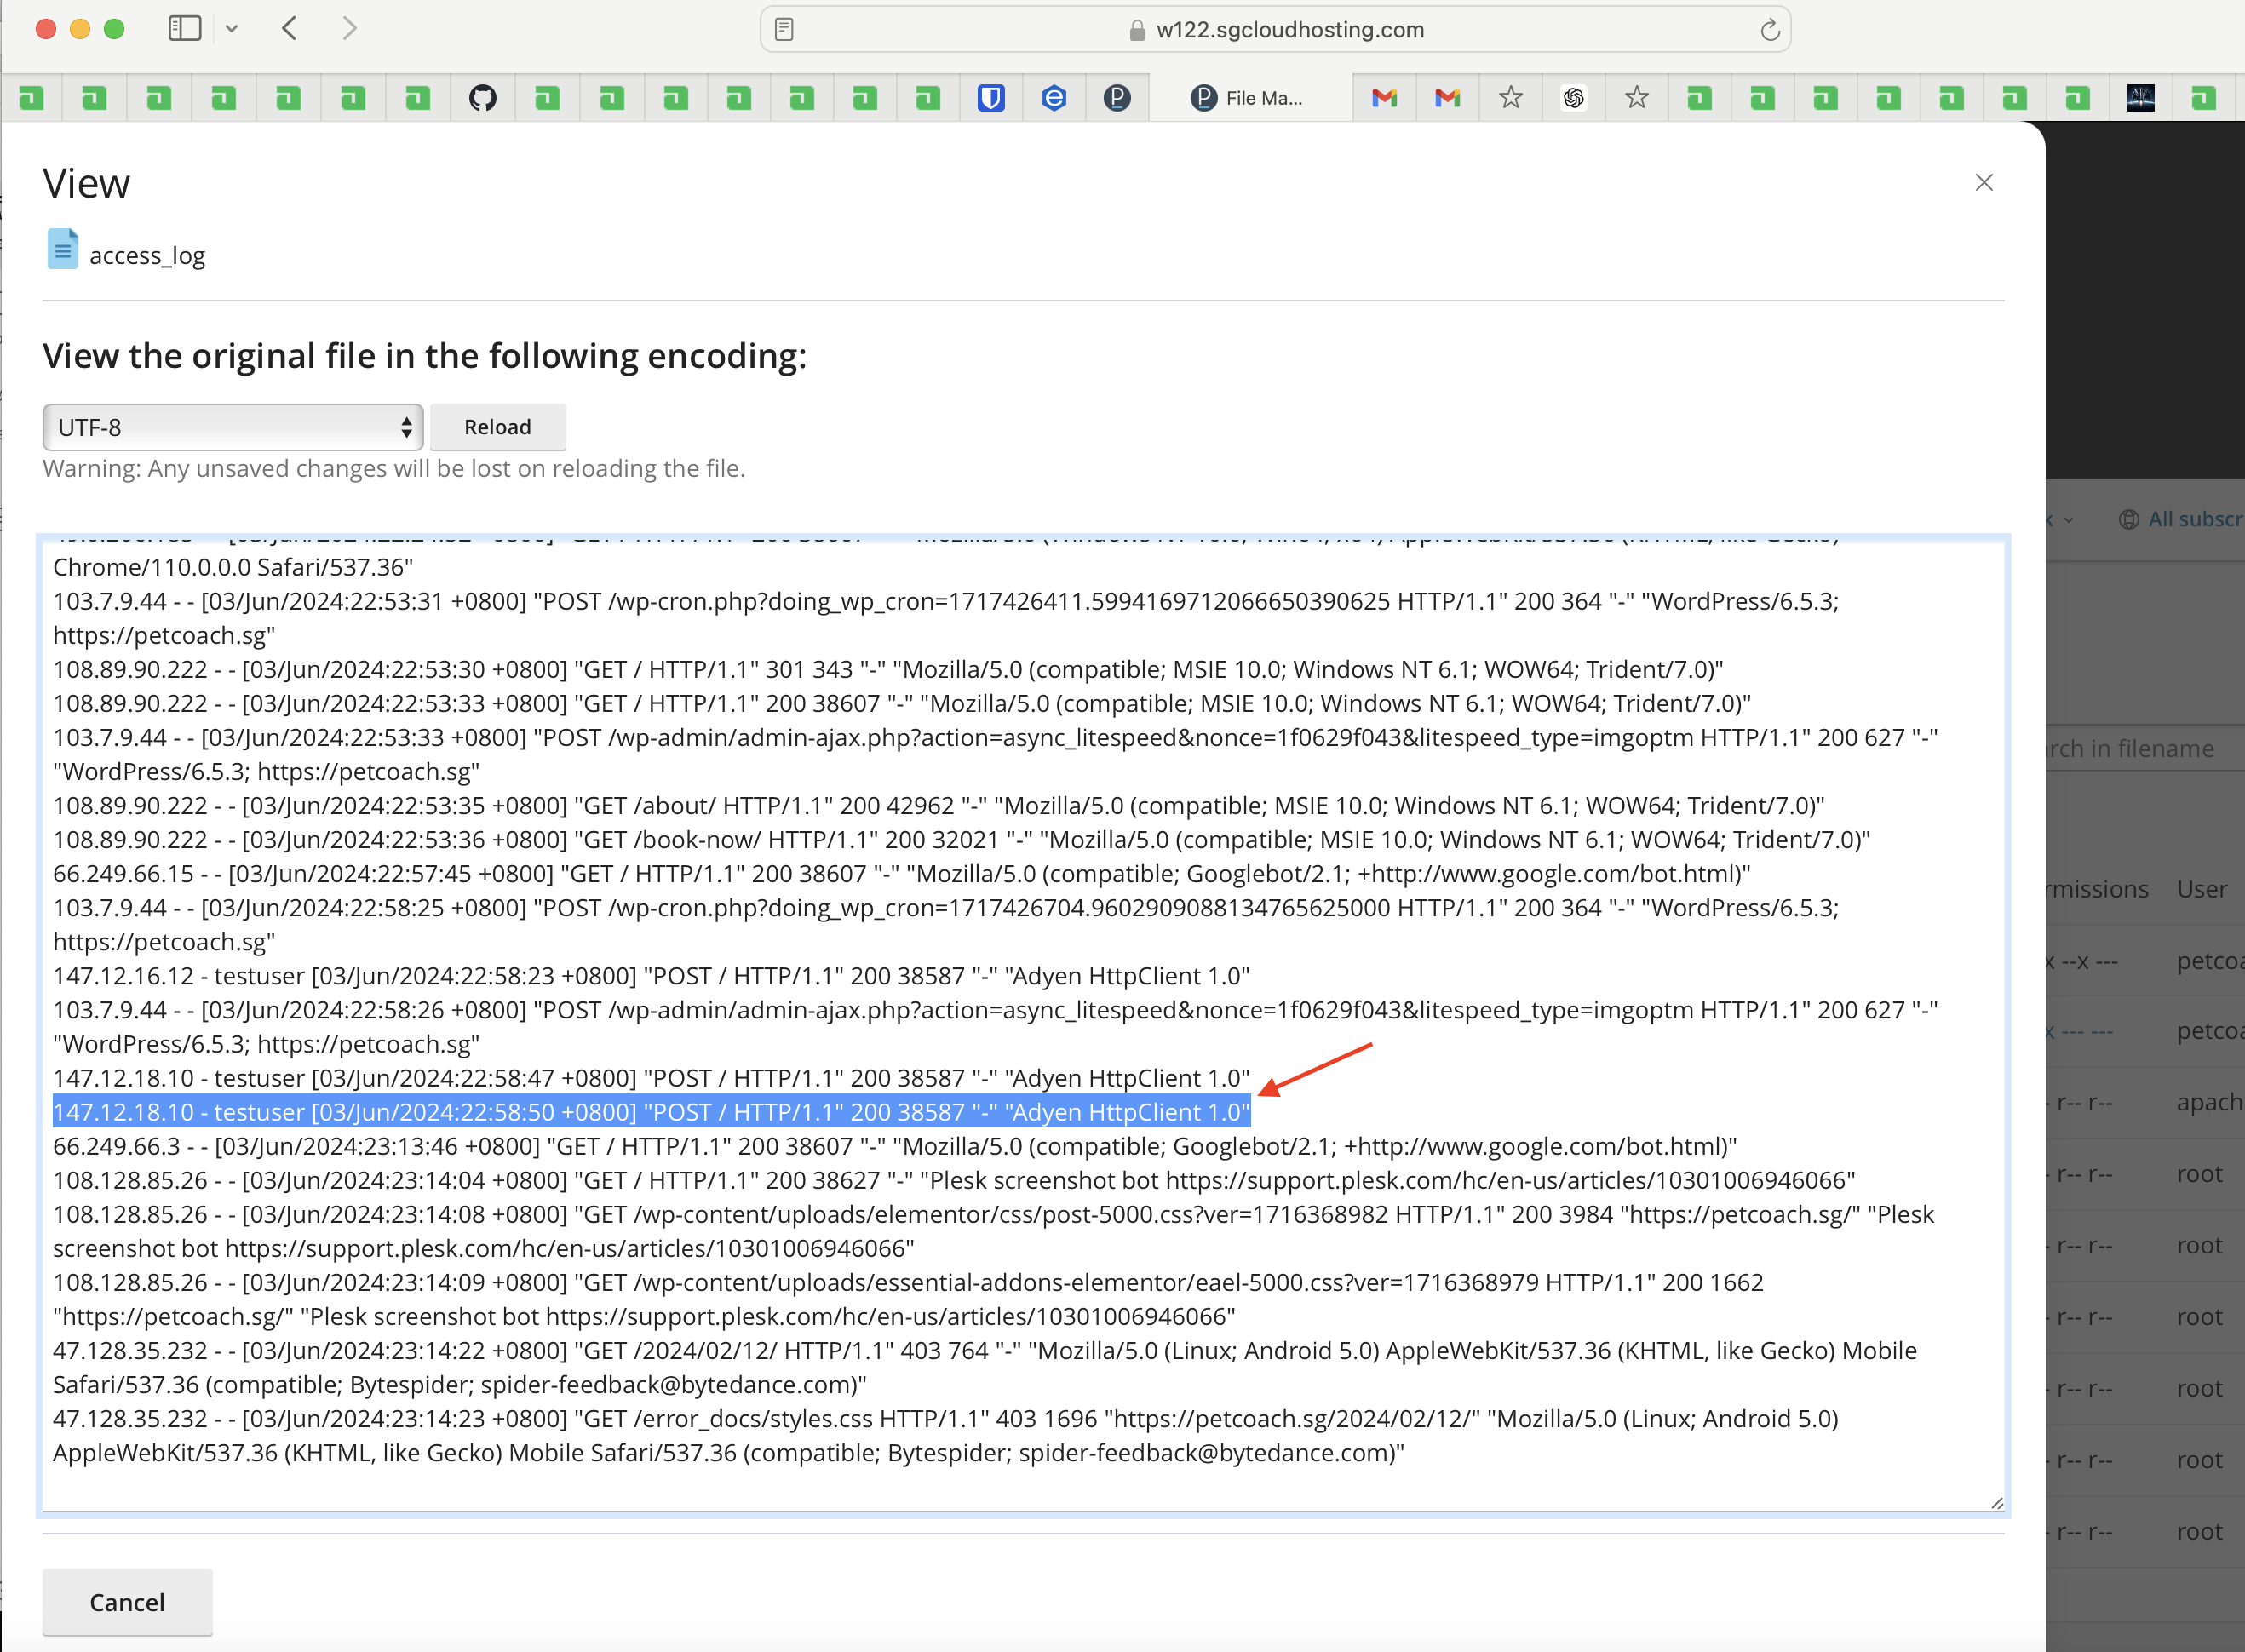 w122.sgcloudhosting.com
File Ma...
View
access_log
View the original file in the following encoding:
UTF-8
Reload
Warning: Any unsaved changes will be lost on reloading the file.
Chrome/110.0.0.0 Safari/537.36"
103.7.9.44 - - [03/Jun/2024:22:53:31 +0800] "POST /wp-cron.php?doing_wp_cron=1717426411.5994169712066650390625 HTTP/1.1" 200 364 "-" "WordPress/6.5.3;
https://petcoach.sg"
108.89.90.222 - - [03/Jun/2024:22:53:30 +0800] "GET / HTTP/1.1" 301 343 "-" "Mozilla/5.0 (compatible; MSIE 10.0; Windows NT 6.1; WOW64; Trident/7.0)"
108.89.90.222 - - [03/Jun/2024:22:53:33 +0800] "GET / HTTP/1.1" 200 38607 "-" "Mozilla/5.0 (compatible; MSIE 10.0; Windows NT 6.1; WOW64; Trident/7.0)"
103.7.9.44 - - [03/Jun/2024:22:53:33 +0800] "POST /wp-admin/admin-ajax.php?action=async_litespeed&nonce=1f0629f043&litespeed_type=imgoptm HTTP/1.1" 200 627 "-"
"WordPress/6.5.3; https://petcoach.sg"
108.89.90.222 - - [03/Jun/2024:22:53:35 +0800] "GET /about/ HTTP/1.1" 200 42962 "-" "Mozilla/5.0 (compatible; MSIE 10.0; Windows NT 6.1; WOW64; Trident/7.0)"
108.89.90.222 - - [03/Jun/2024:22:53:36 +0800] "GET /book-now/ HTTP/1.1" 200 32021 "-" "Mozilla/5.0 (compatible; MSIE 10.0; Windows NT 6.1; WOW64; Trident/7.0)"
66.249.66.15 - - [03/Jun/2024:22:57:45 +0800] "GET / HTTP/1.1" 200 38607 "-" "Mozilla/5.0 (compatible; Googlebot/2.1; +http://www.google.com/bot.html)"
103.7.9.44 - - [03/Jun/2024:22:58:25 +0800] "POST /wp-cron.php?doing_wp_cron=1717426704.9602909088134765625000 HTTP/1.1" 200 364 "-" "WordPress/6.5.3;
https://petcoach.sg"
147.12.16.12 - testuser [03/Jun/2024:22:58:23 +0800] "POST / HTTP/1.1" 200 38587 "-" "Adyen HttpClient 1.0"
103.7.9.44 - - [03/Jun/2024:22:58:26 +0800] "POST /wp-admin/admin-ajax.php?action=async_litespeed&nonce=1f0629f043&litespeed_type=imgoptm HTTP/1.1" 200 627 "-"
"WordPress/6.5.3; https://petcoach.sg"
147.12.18.10 - testuser [03/Jun/2024:22:58:47 +0800] "POST / HTTP/1.1" 200 38587 "-" "Adyen HttpClient 1.0"
147.12.18.10 - testuser [03/Jun/2024:22:58:50 +0800] "POST / HTTP/1.1" 200 38587 "-" "Adyen HttpClient 1.0"
66.249.66.3 - - [03/Jun/2024:23:13:46 +0800] "GET / HTTP/1.1" 200 38607 "-" "Mozilla/5.0 (compatible; Googlebot/2.1; +http://www.google.com/bot.html)"
108.128.85.26 - - [03/Jun/2024:23:14:04 +0800] "GET / HTTP/1.1" 200 38627 "-" "Plesk screenshot bot https://support.plesk.com/hc/en-us/articles/10301006946066"
108.128.85.26 - - [03/Jun/2024:23:14:08 +0800] "GET /wp-content/uploads/elementor/css/post-5000.css?ver=1716368982 HTTP/1.1" 200 3984 "https://petcoach.sg/" "Plesk
screenshot bot https://support.plesk.com/hc/en-us/articles/10301006946066"
108.128.85.26 - - [03/Jun/2024:23:14:09 +0800] "GET /wp-content/uploads/essential-addons-elementor/eael-5000.css?ver=1716368979 HTTP/1.1" 200 1662
"https://petcoach.sg/" "Plesk screenshot bot https://support.plesk.com/hc/en-us/articles/10301006946066"
47.128.35.232 - - [03/Jun/2024:23:14:22 +0800] "GET /2024/02/12/ HTTP/1.1" 403 764 "-" "Mozilla/5.0 (Linux; Android 5.0) AppleWebKit/537.36 (KHTML, like Gecko) Mobile
Safari/537.36 (compatible; Bytespider; spider-feedback@bytedance.com)"
47.128.35.232 - - [03/Jun/2024:23:14:23 +0800] "GET /error_docs/styles.css HTTP/1.1" 403 1696 "https://petcoach.sg/2024/02/12/" "Mozilla/5.0 (Linux; Android 5.0)
AppleWebKit/537.36 (KHTML, like Gecko) Mobile Safari/537.36 (compatible; Bytespider; spider-feedback@bytedance.com)"
Cancel
All subscr
rch in filename
rmissions User
x --x --- petcoa
x --- --- petcoa
- r-- r-- apach
- r-- r-- root
- r-- r-- root
- r-- r-- root
- r-- r-- root
- r-- r-- root
- r-- r-- root